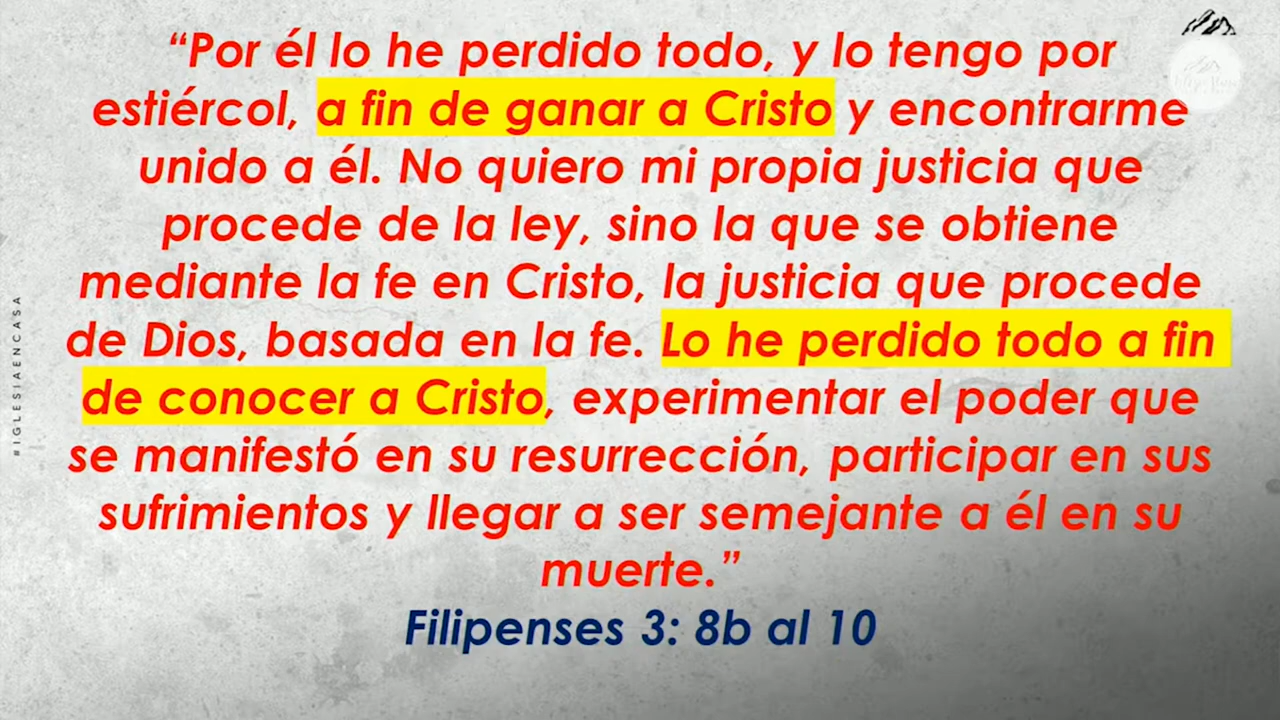 “Por él lo he perdido todo, y lo tengo por
estiércol, a fin de ganar a Cristo y encontrarme
unido a él. No quiero mi propia justicia que
procede de la ley, sino la que se obtiene
mediante la fe en Cristo, la justicia que procede
de Dios, basada en la fe. Lo he perdido todo a fin
de conocer a Cristo, experimentar el poder que
se manifestó en su resurrección, participar en sus
sufrimientos y llegar a ser semejante a él en su
muerte.”
Filipenses 3: 8b al 10
#IGLESIAENCASA